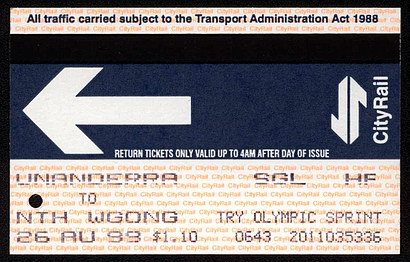 All traffic carried subject to the Transport Administration Act 1988
CityRail
RETURN TICKETS ONLY VALID UP TO 4AM AFTER DAY OF ISSUE
UNANDERRA SGL HF
TO
NTH WGONG TRY OLYMPIC SPRINT
26 AU 99 $1.10 0643 2011035336